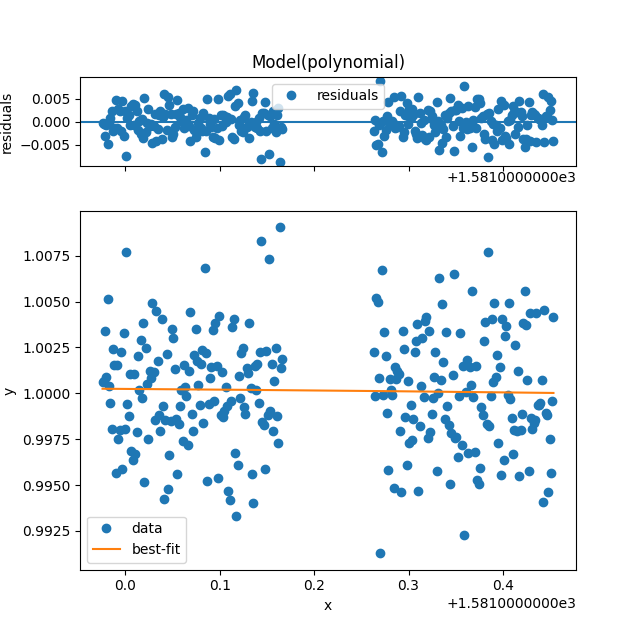 Model(polynomial)
residuals
0.005
0.000
−0.005
residuals
+1.5810000000e3
y
1.0075
1.0050
1.0025
1.0000
0.9975
0.9950
0.9925
data
best-fit
0.0 0.1 0.2 0.3 0.4
x
+1.5810000000e3